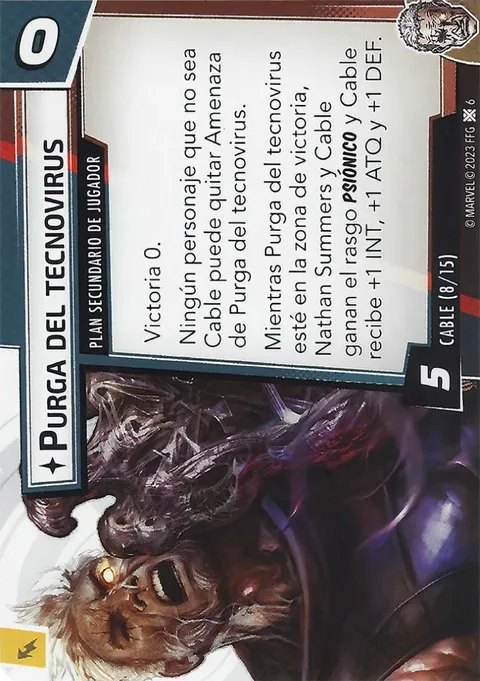 0
PURGA DEL TECNOVIRUS
PLAN SECUNDARIO DE JUGADOR
Victoria 0.
Ningún personaje que no sea
Cable puede quitar Amenaza
de Purga del tecnovirus.
Mientras Purga del tecnovirus
esté en la zona de victoria,
Nathan Summers y Cable
ganan el rasgo PSIÓNICO y Cable
recibe +1 INT, +1 ATQ y +1 DEF.
5
CABLE (8/15)
© MARVEL © 2023 FFG 6